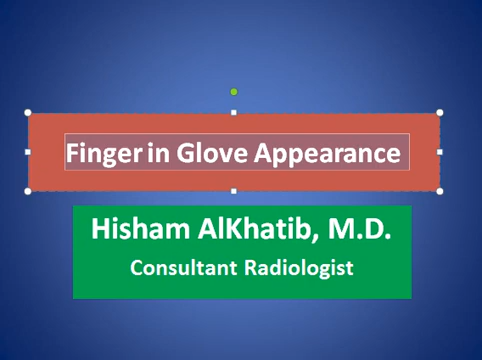 Finger in Glove Appearance
Hisham AlKhatib, M.D.
Consultant Radiologist